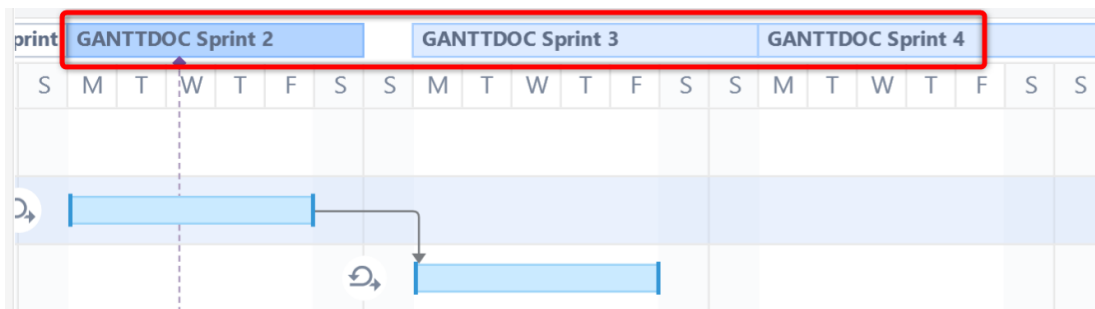 print GANTTDOC Sprint 2 GANTTDOC Sprint 3 GANTTDOC Sprint 4
S M T W T F S S M T W T F S S M T W T F S S